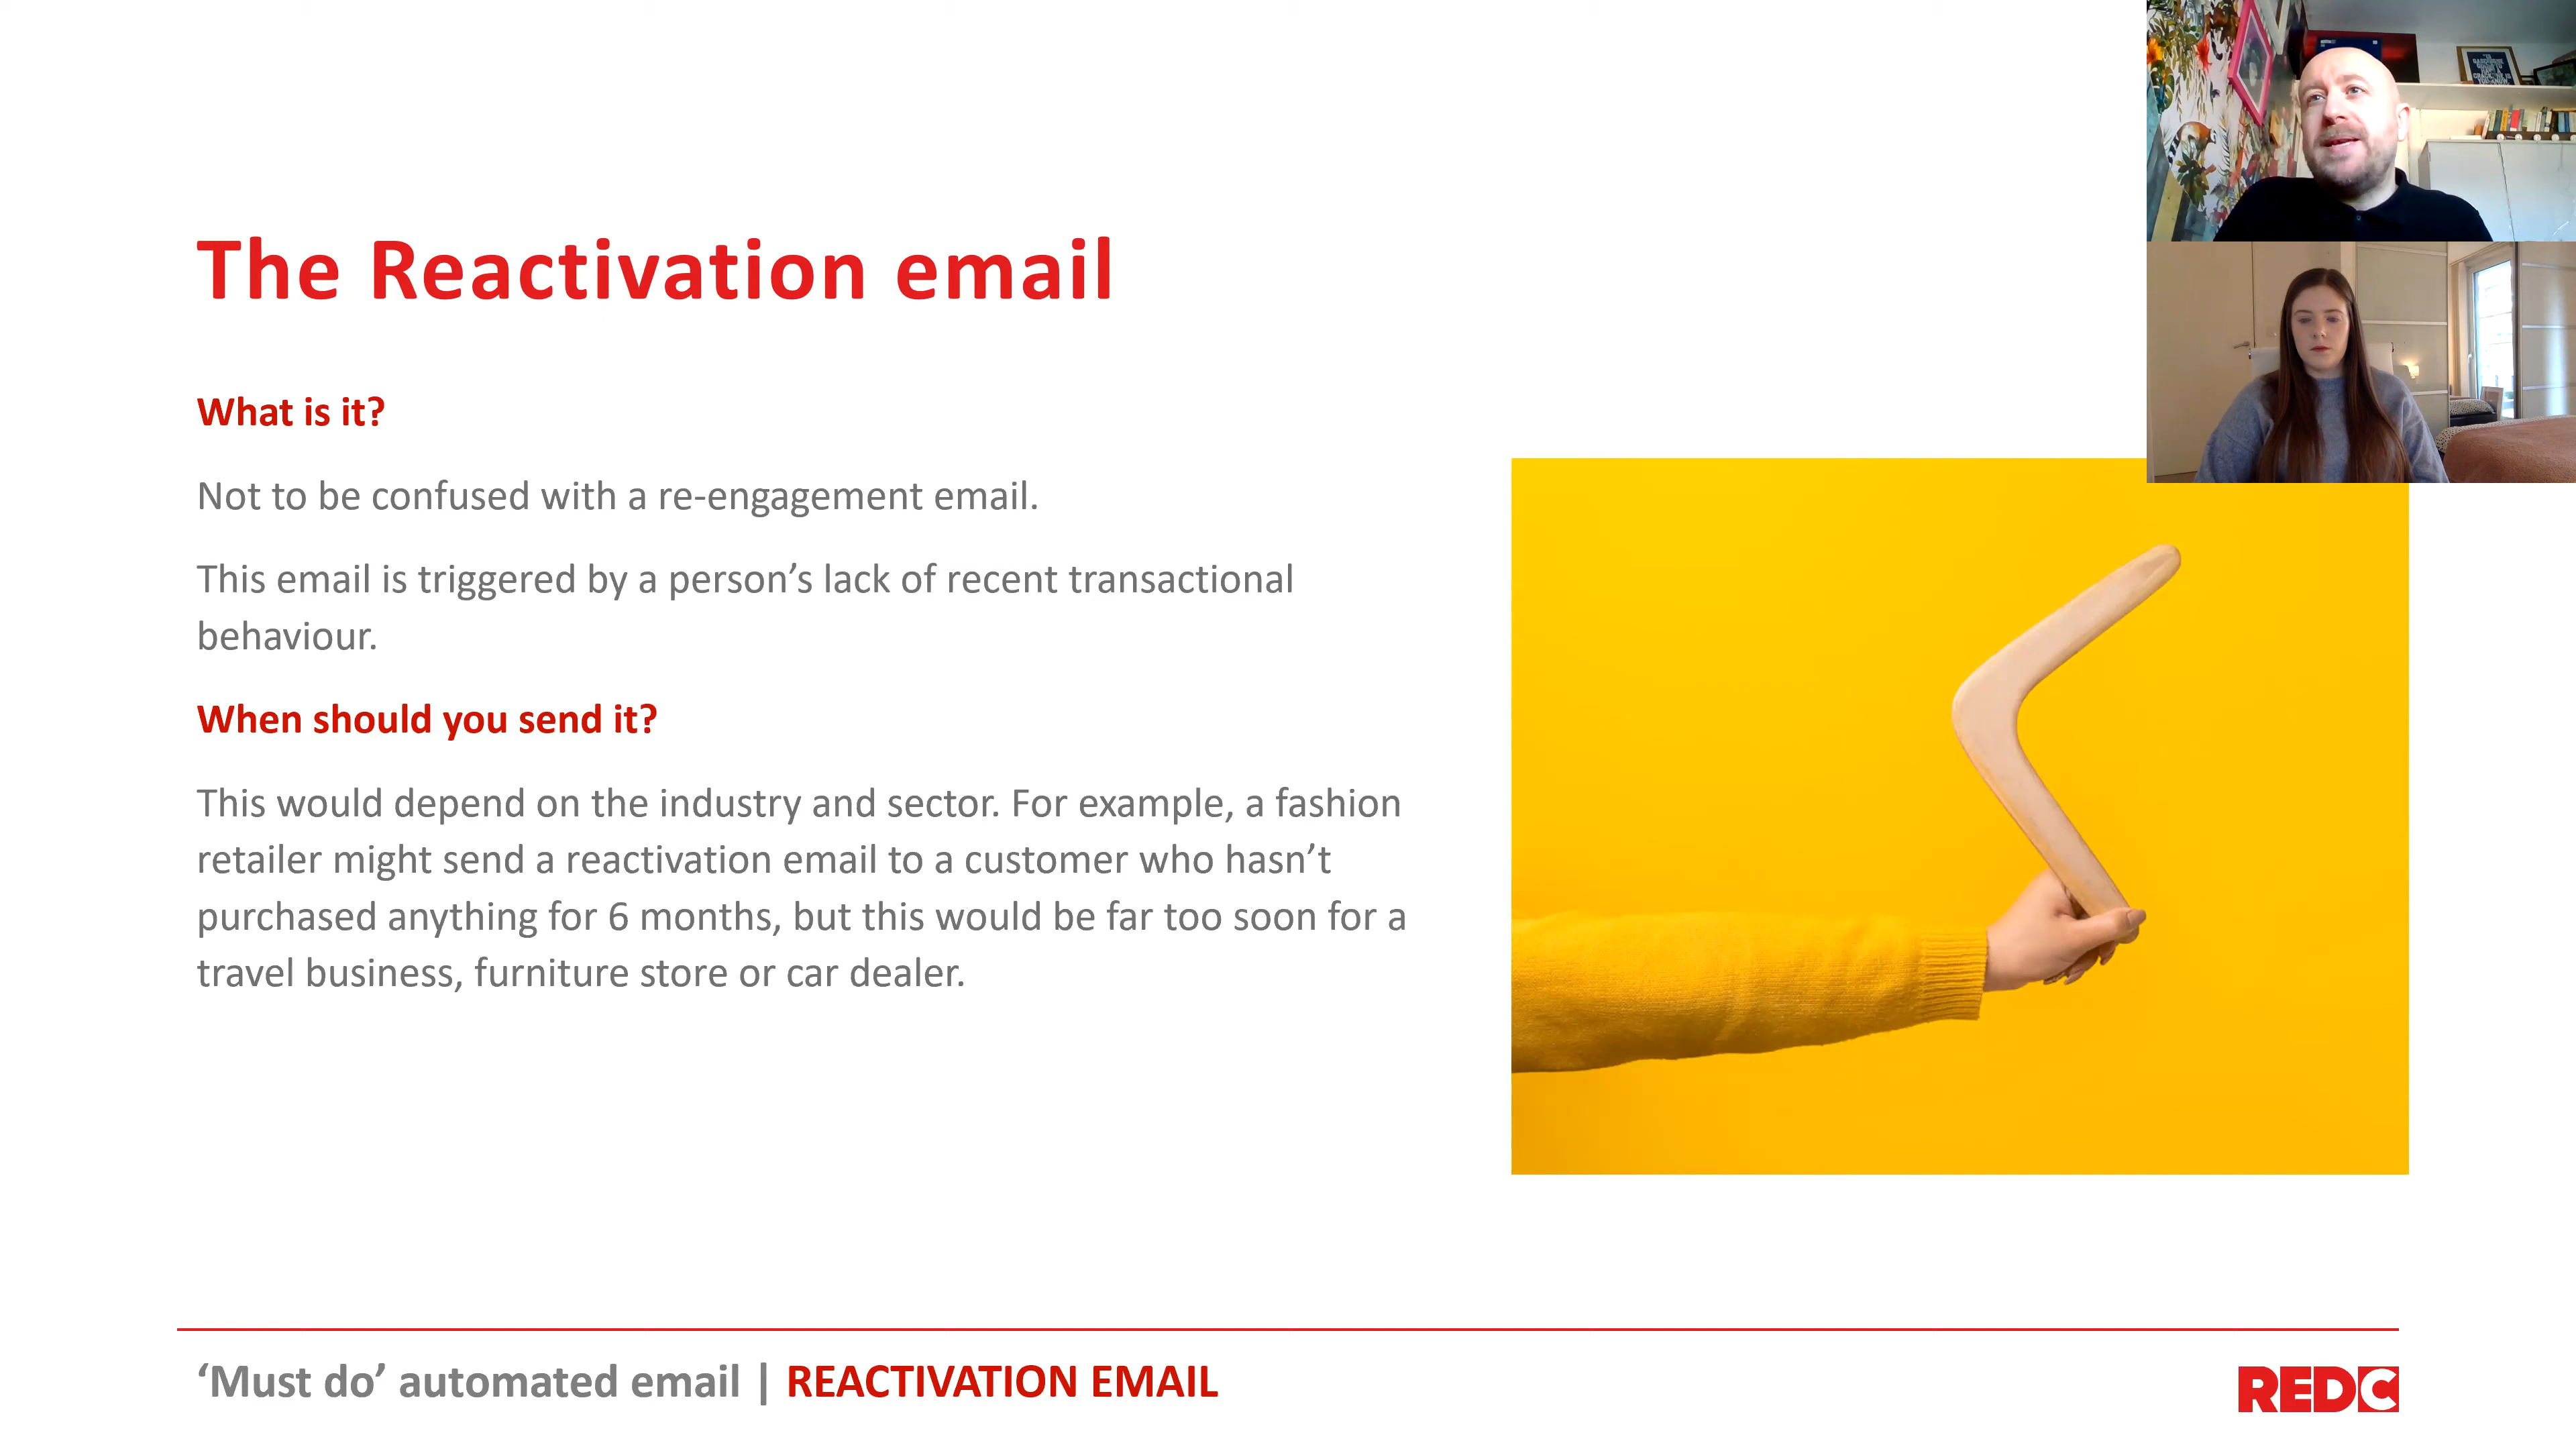 The Reactivation email
What is it?
Not to be confused with a re-engagement email.
This email is triggered by a person’s lack of recent transactional
behaviour.
When should you send it?
This would depend on the industry and sector. For example, a fashion
retailer might send a reactivation email to a customer who hasn’t
purchased anything for 6 months, but this would be far too soon for a
travel business, furniture store or car dealer.
‘Must do’ automated email | REACTIVATION EMAIL
REDC